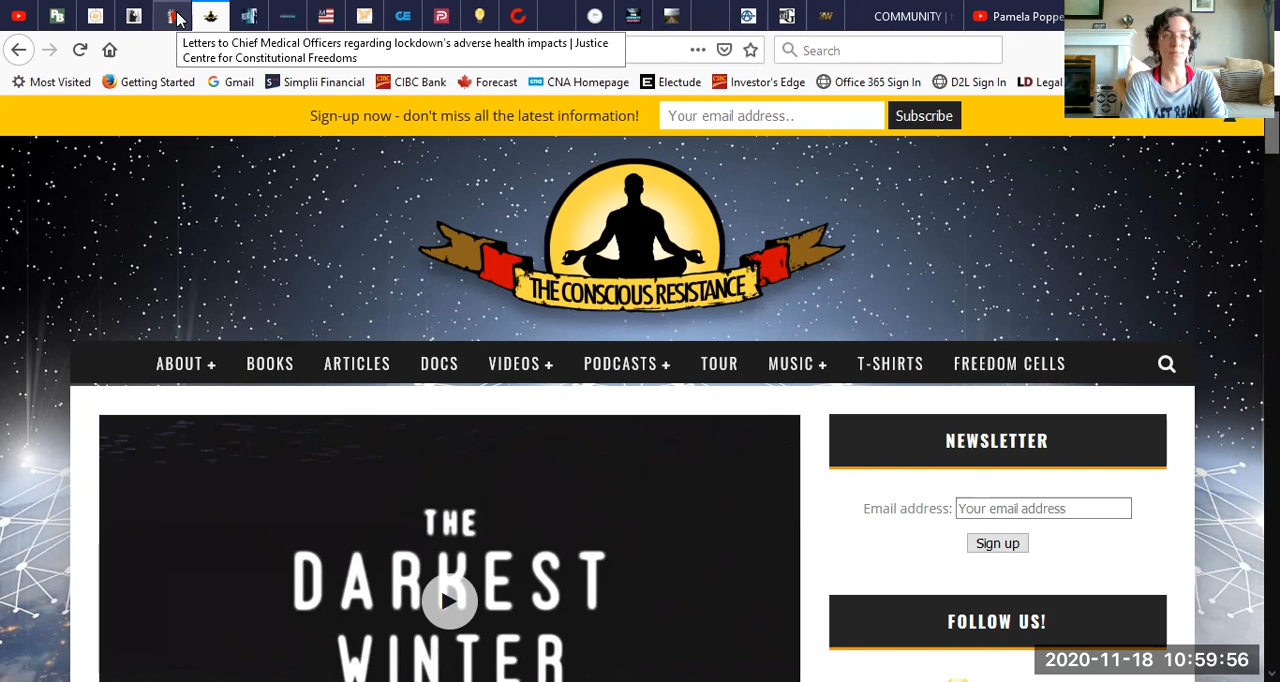 COMMUNITY | t
Pamela Poppe
Letters to Chief Medical Officers regarding lockdown's adverse health impacts | Justice
Centre for Constitutional Freedoms
Search
Most Visited
Getting Started
Gmail
Simplii Financial
CIBC Bank
Forecast
CNA Homepage
Electude
Investor's Edge
Office 365 Sign In
D2L Sign In
Legal
Sign-up now - don't miss all the latest information!
Your email address..
Subscribe
THE CONSCIOUS RESISTANCE
ABOUT +
BOOKS
ARTICLES
DOCS
VIDEOS +
PODCASTS +
TOUR
MUSIC +
T-SHIRTS
FREEDOM CELLS
THE
DARKEST
WINTER
NEWSLETTER
Email address: Your email address
Sign up
FOLLOW US!
2020-11-18 10:59:56